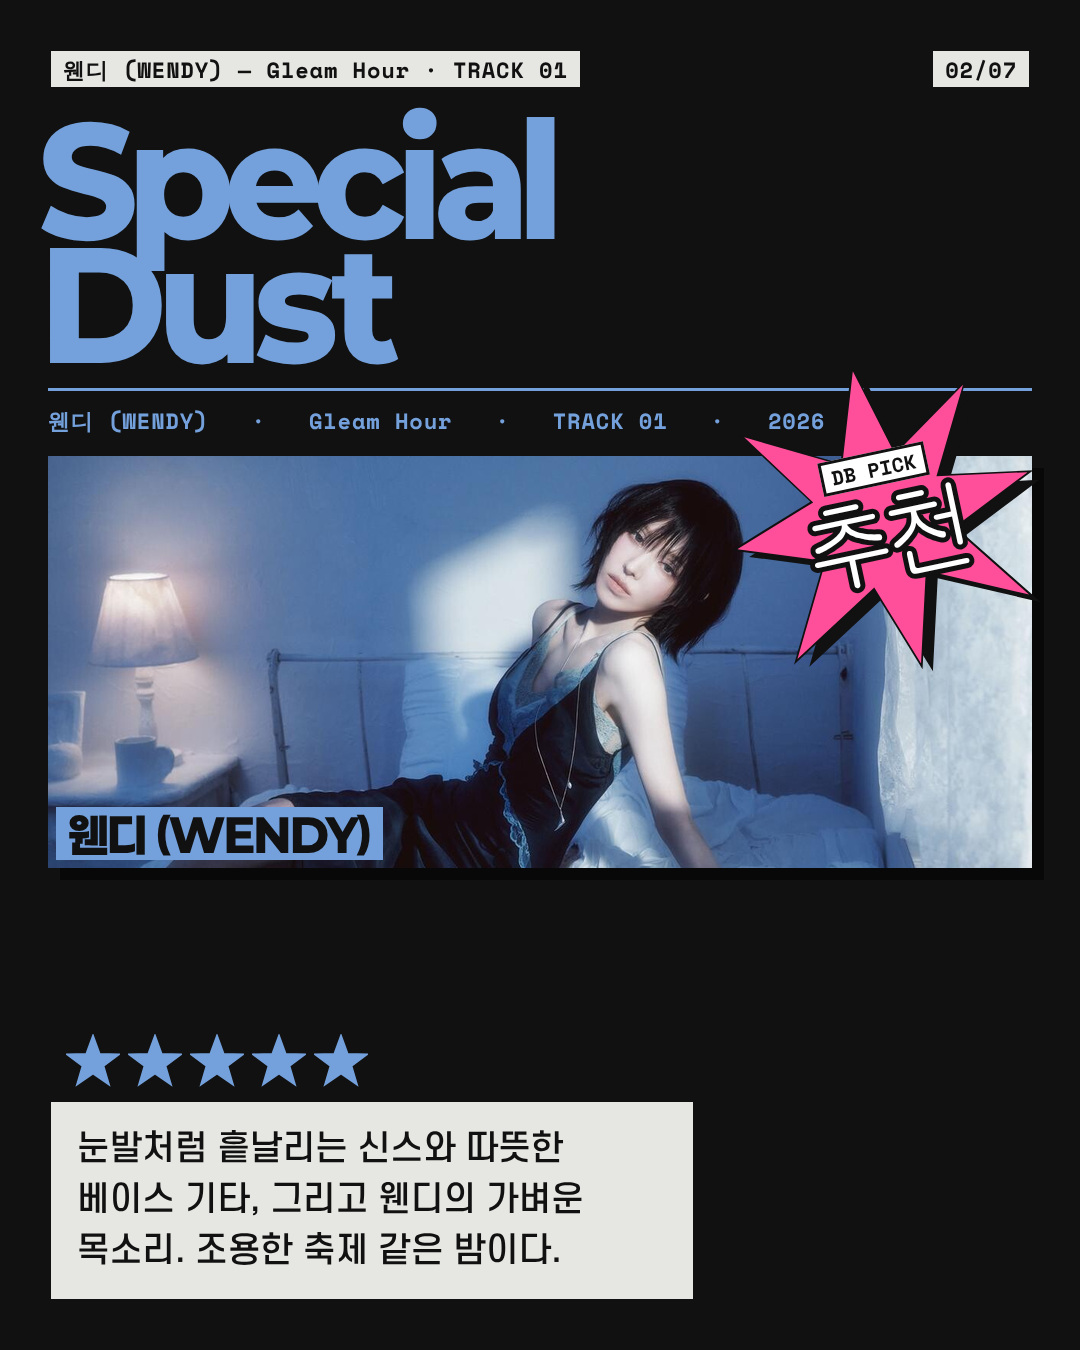 웬디 (WENDY) — Gleam Hour · TRACK 01
02/07
Special
Dust
웬디 (WENDY) · Gleam Hour · TRACK 01 · 2026
DB PICK
추천
웬디 (WENDY)
눈발처럼 흩날리는 신스와 따뜻한
베이스 기타, 그리고 웬디의 가벼운
목소리. 조용한 축제 같은 밤이다.